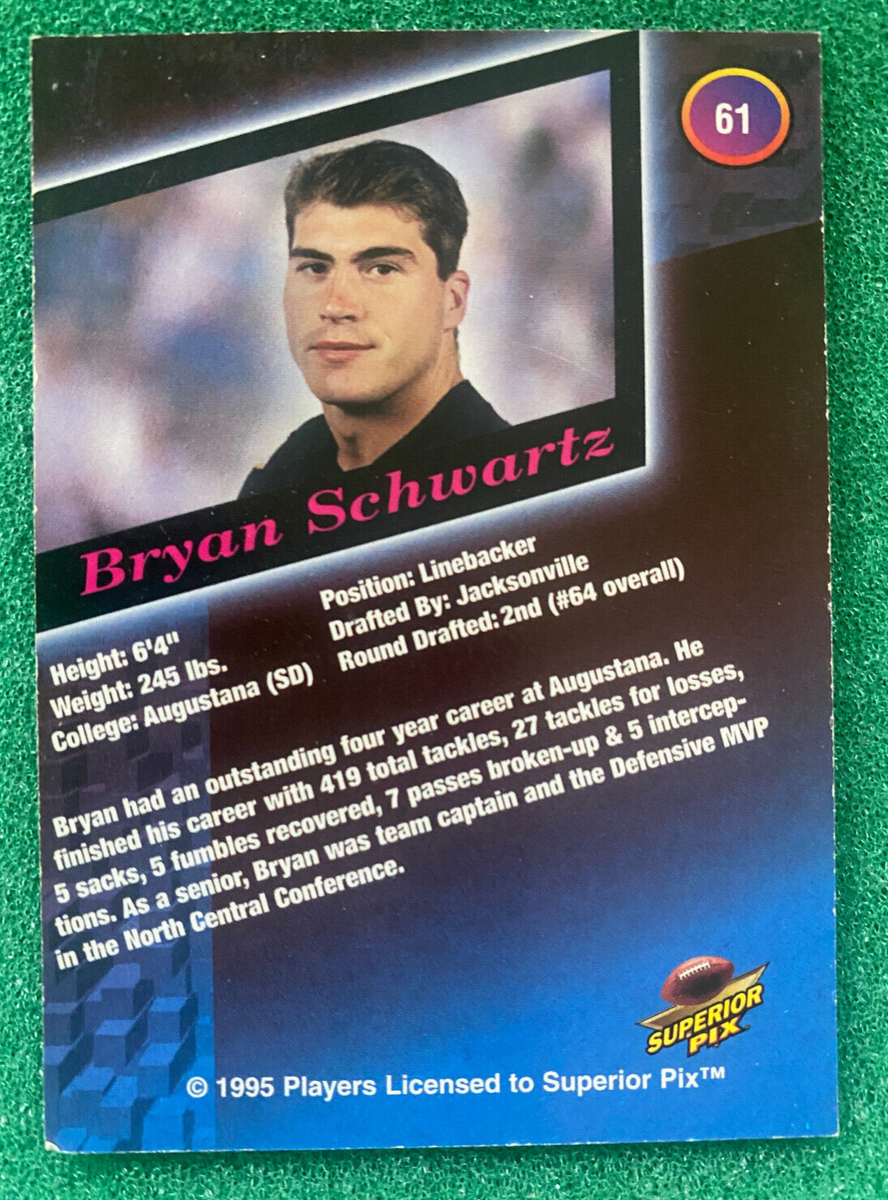 61
Bryan Schwartz
Height: 6'4"
Weight: 245 lbs.
College: Augustana (SD)
Position: Linebacker
Drafted By: Jacksonville
Round Drafted: 2nd (#64 overall)
Bryan had an outstanding four year career at Augustana. He
finished his career with 419 total tackles, 27 tackles for losses,
5 sacks, 5 fumbles recovered, 7 passes broken-up & 5 intercep-
tions. As a senior, Bryan was team captain and the Defensive MVP
in the North Central Conference.
SUPERIOR
PIX
© 1995 Players Licensed to Superior Pix™